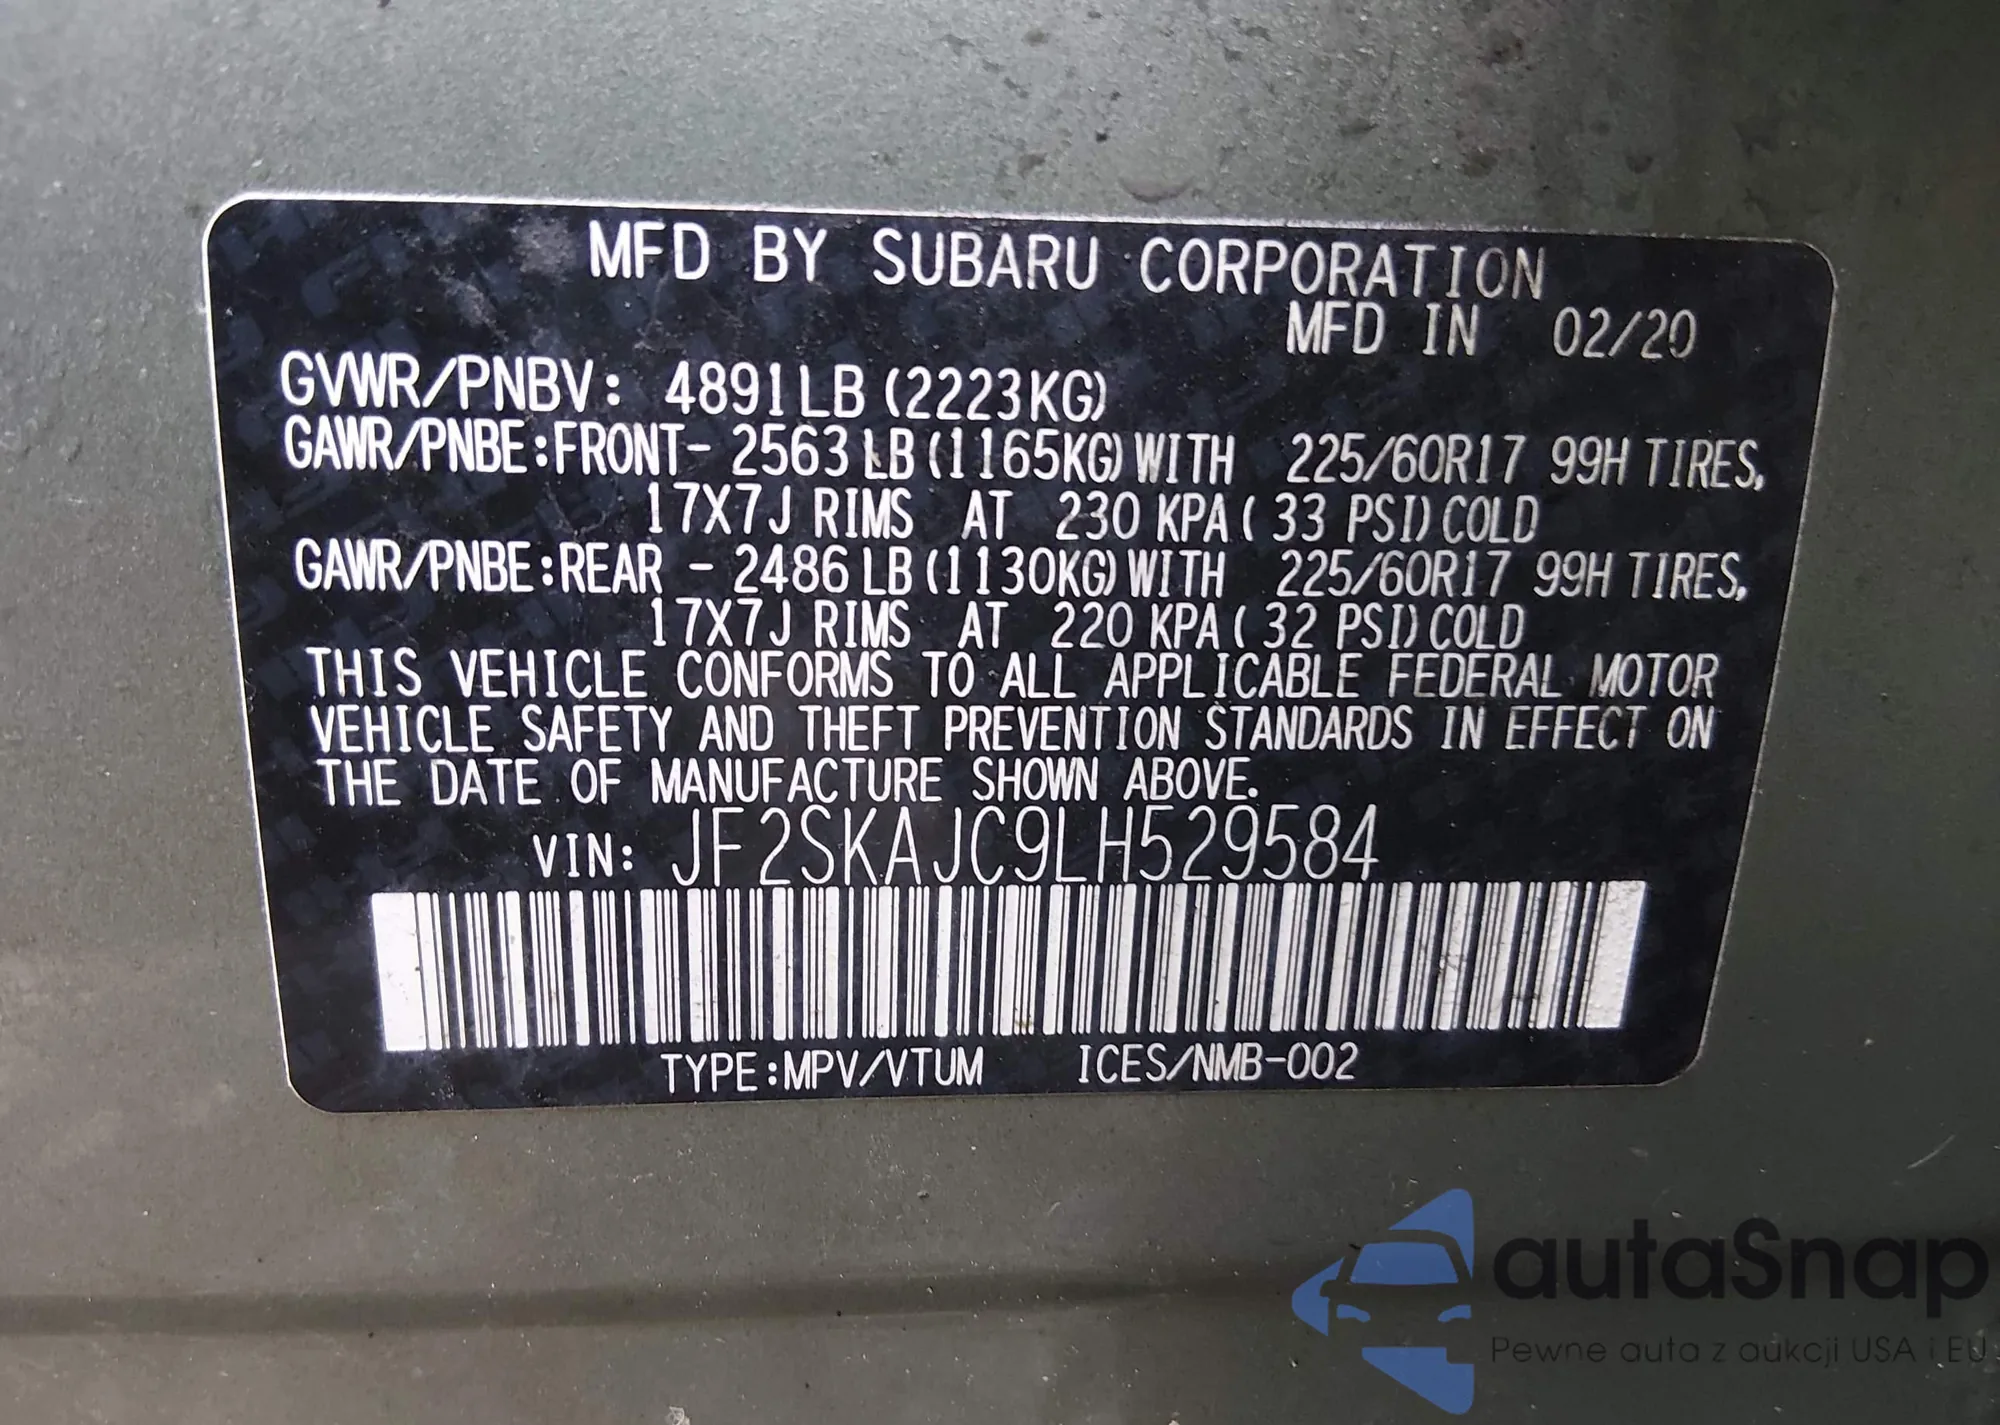 MFD BY SUBARU CORPORATION
MFD IN 02/20
GVWR/PNBV: 4891LB (2223KG)
GAWR/PNBE:FRONT- 2563 LB (1165KG) WITH 225/60R17 99H TIRES,
17X7J RIMS AT 230 KPA( 33 PSI) COLD
GAWR/PNBE:REAR - 2486 LB (1130KG) WITH 225/60R17 99H TIRES,
17X7J RIMS AT 220 KPA( 32 PSI) COLD
THIS VEHICLE CONFORMS TO ALL APPLICABLE FEDERAL MOTOR
VEHICLE SAFETY AND THEFT PREVENTION STANDARDS IN EFFECT ON
THE DATE OF MANUFACTURE SHOWN ABOVE.
VIN: JF2SKAJC9LH529584
TYPE:MPV/VTUM ICES/NMB-002
autaSnap
Pewne auta z aukcji USA i EU